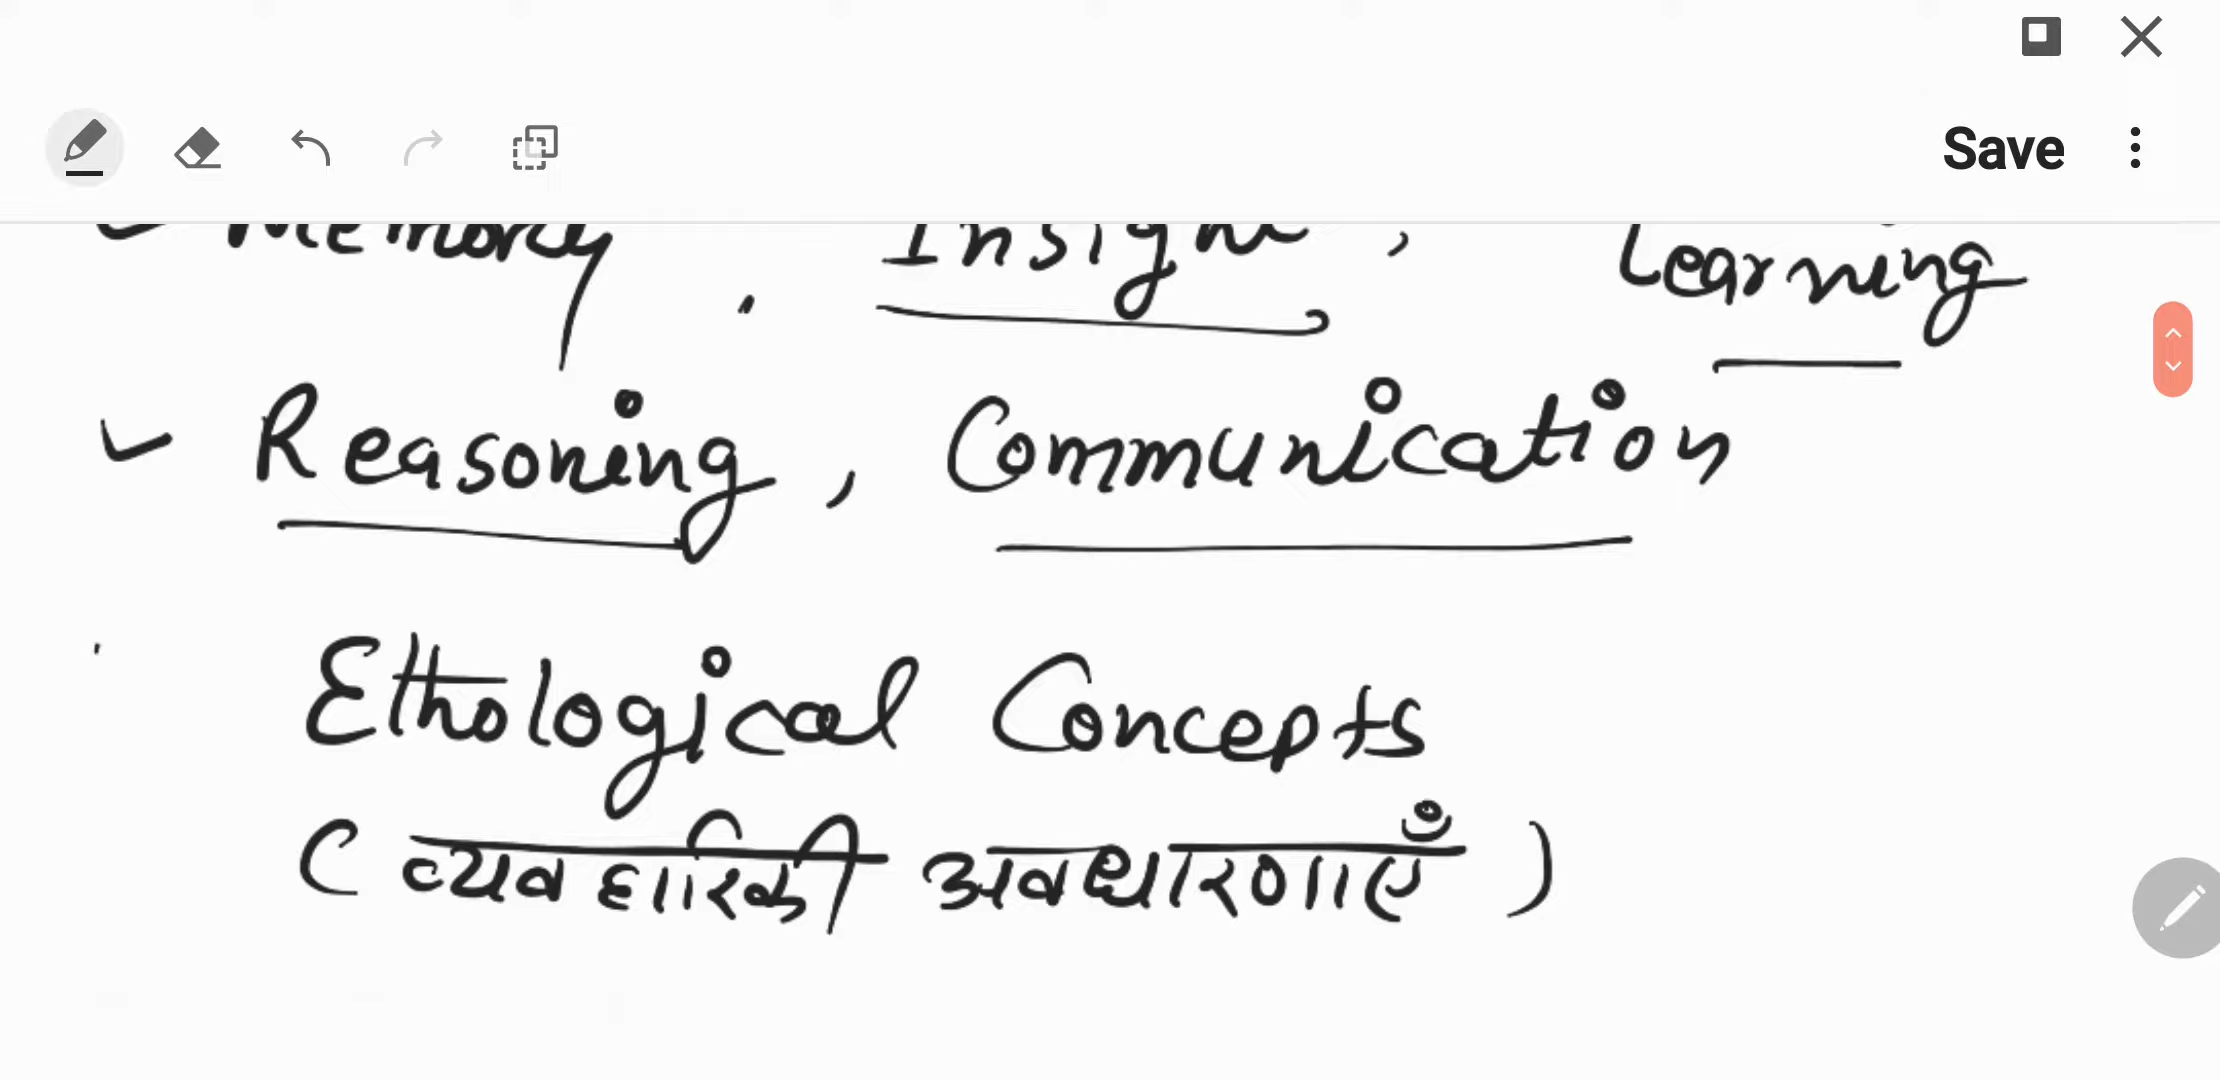 Save
Memory, Insight, Learning
Reasoning, Communication
Ethological Concepts
(व्यवहारिकी अवधारणाएँ)